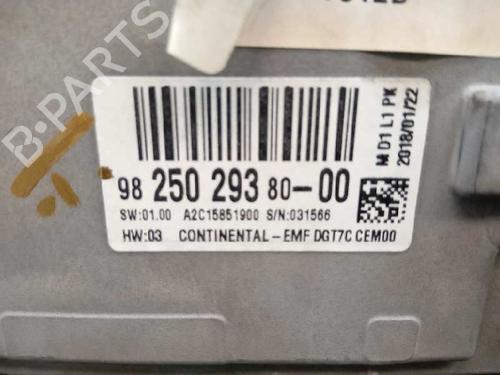 B-PARTS
98 250 293 80-00
SW:01.00 A2C15851900 S/N:031566
HW:03 CONTINENTAL-EMF DGT7C CEM00
M D1 L1 PK
2018/01/22